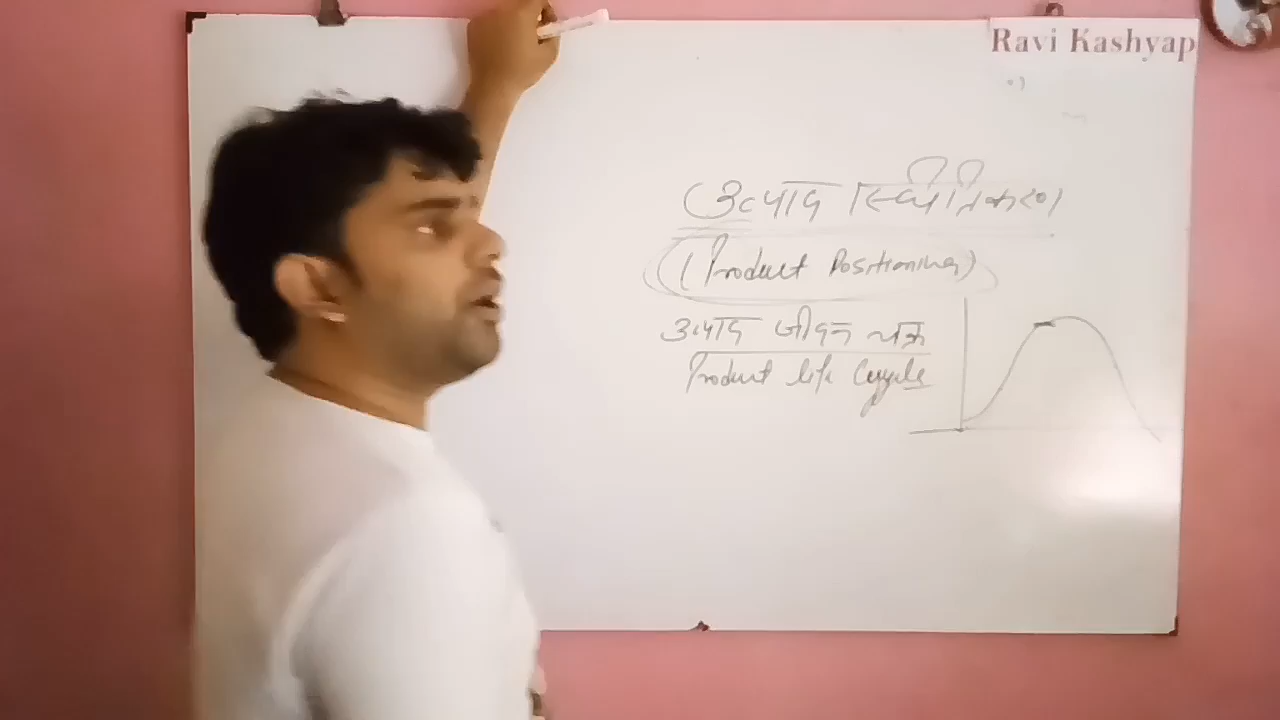 Ravi Kashyap
(उत्पाद स्थितिकरण)
(Product Positioning)
उत्पाद जीवन चक्र
Product life Cycle